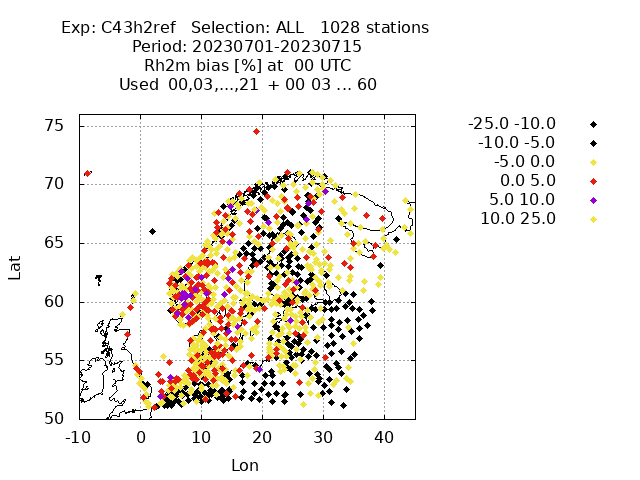 Exp: C43h2ref   Selection: ALL   1028 stations
Period: 20230701-20230715
Rh2m bias [%] at  00 UTC
Used  00,03,...,21  + 00 03 ... 60
-25.0 -10.0
-10.0 -5.0
-5.0 0.0
0.0 5.0
5.0 10.0
10.0 25.0
75
70
65
60
55
50
Lat
-10 0 10 20 30 40
Lon